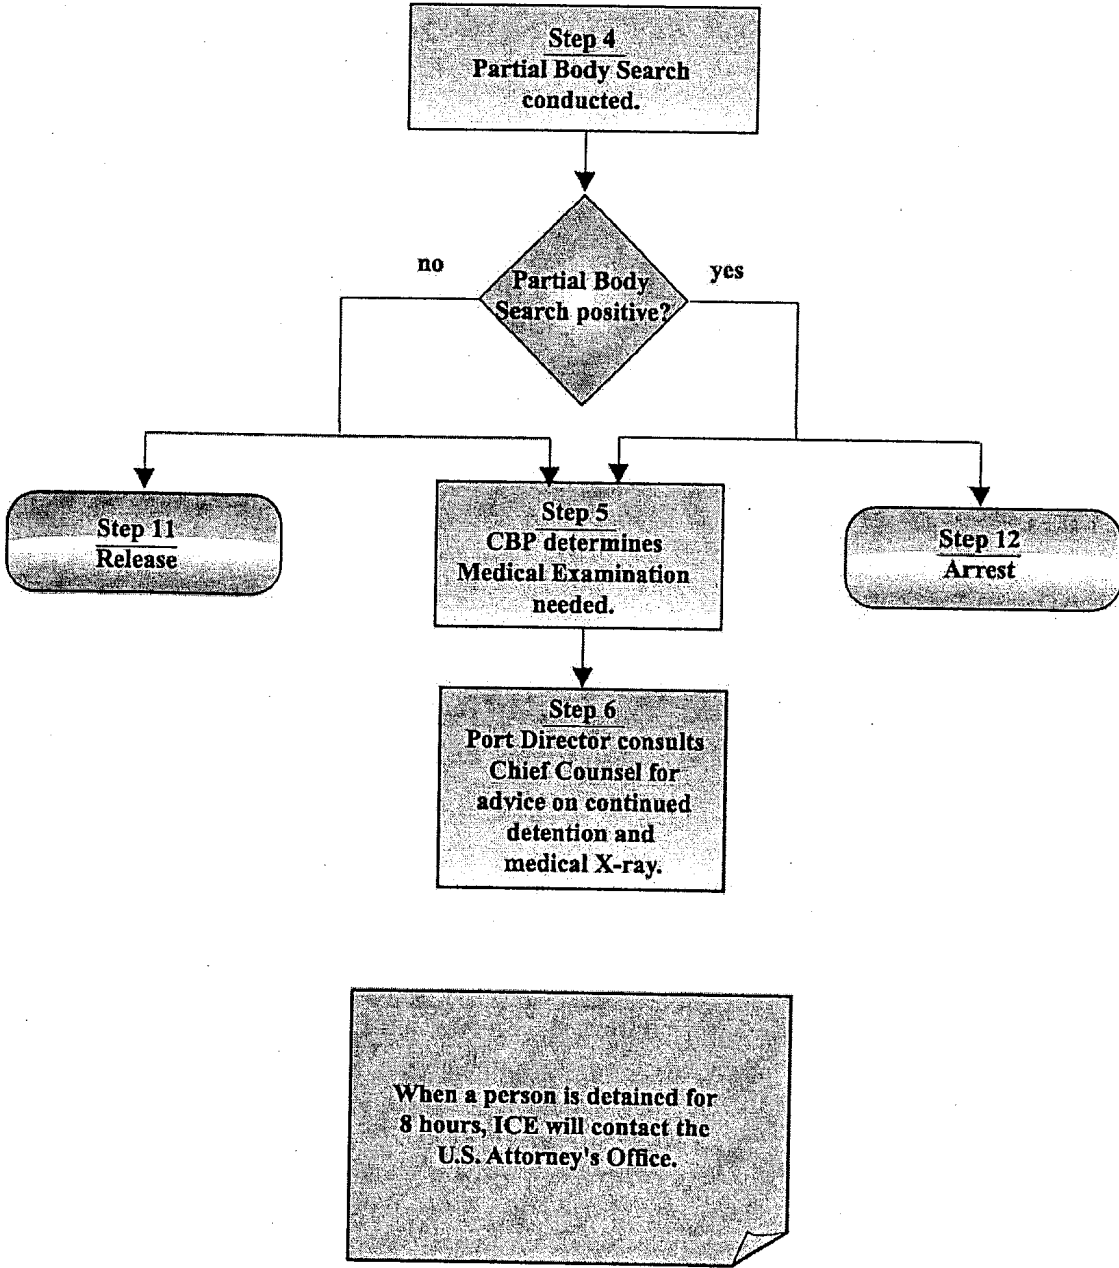 Step 4
Partial Body Search
conducted.
no
yes
Partial Body
Search positive?
Step 11
Release
Step 5
CBP determines
Medical Examination
needed.
Step 12
Arrest
Step 6
Port Director consults
Chief Counsel for
advice on continued
detention and
medical X-ray.
When a person is detained for
8 hours, ICE will contact the
U.S. Attorney's Office.